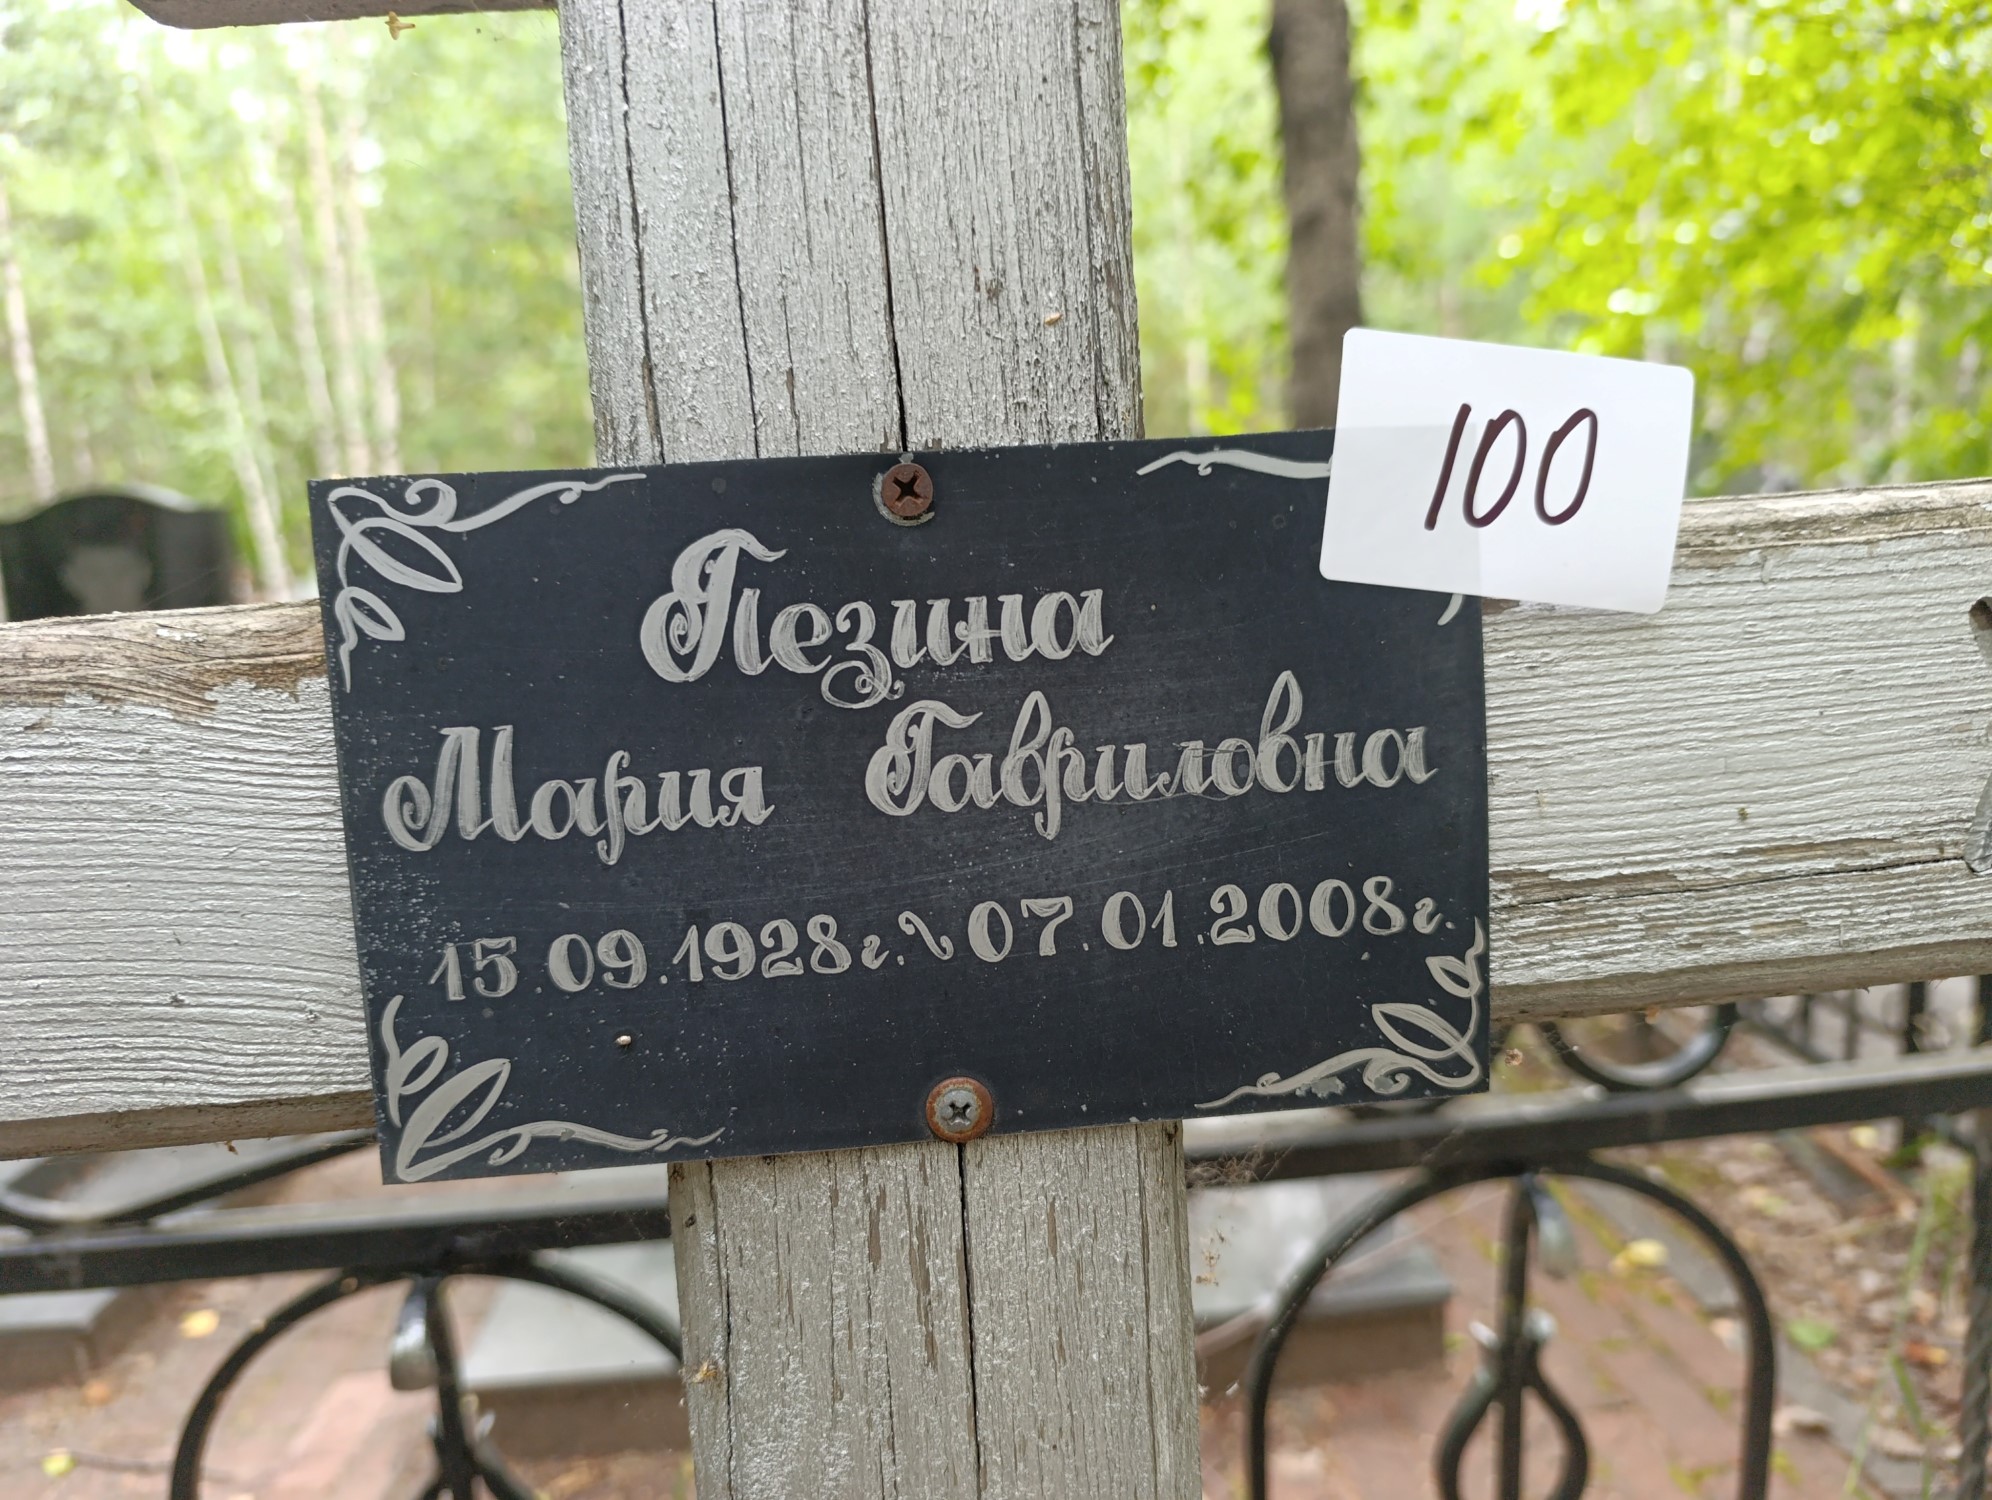 100
Пезина
Мария Гавриловна
15.09.1928г. ~ 07.01.2008г.